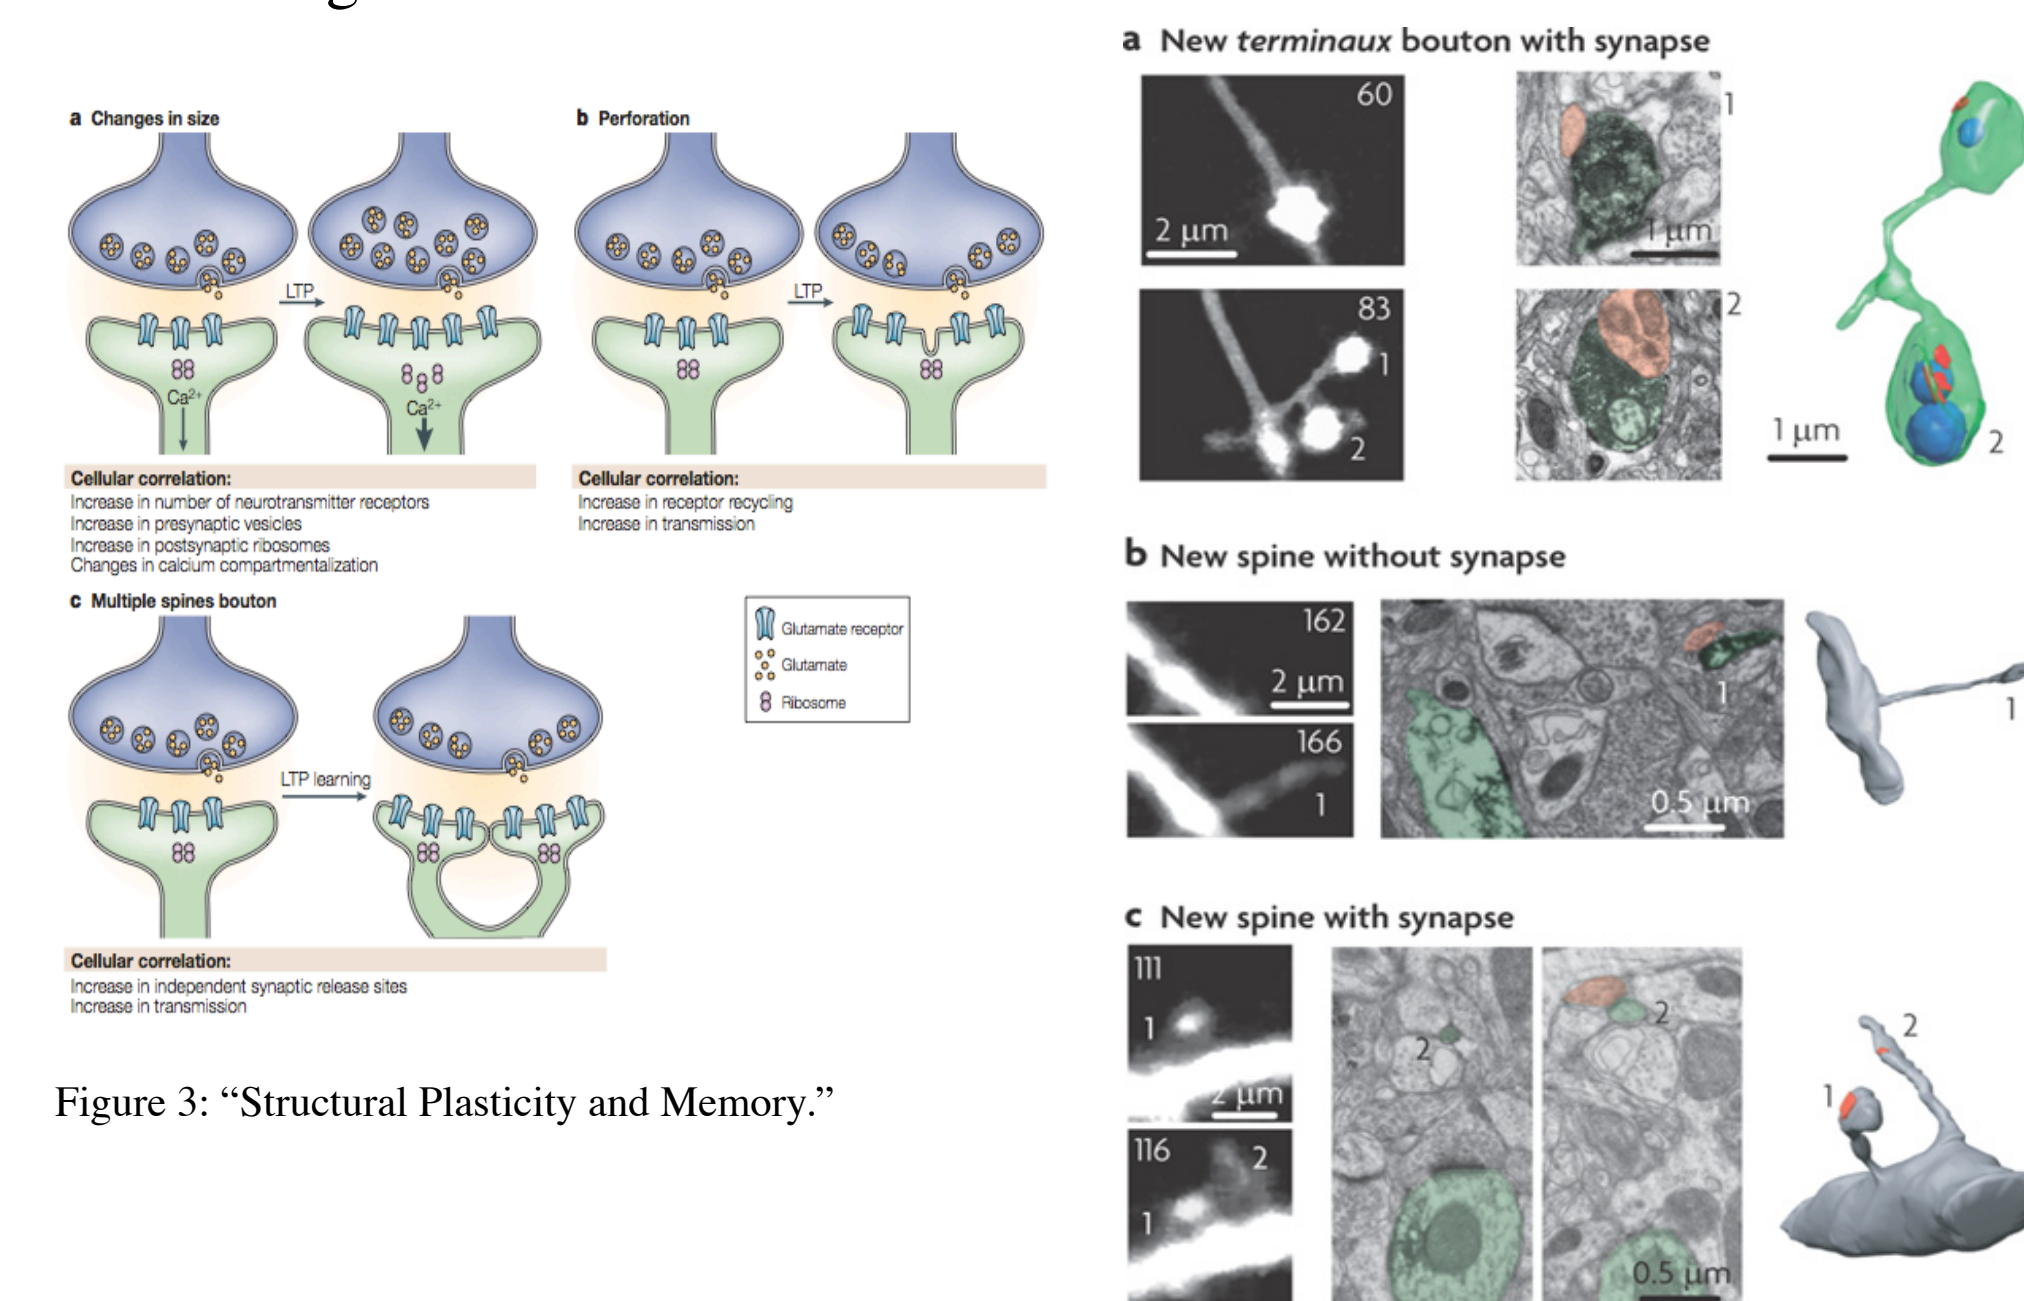 a Changes in size
LTP
Ca2+
Ca2+
Cellular correlation:
Increase in number of neurotransmitter receptors
Increase in presynaptic vesicles
Increase in postsynaptic ribosomes
Changes in calcium compartmentalization
b Perforation
LTP
Cellular correlation:
Increase in receptor recycling
Increase in transmission
c Multiple spines bouton
LTP learning
Cellular correlation:
Increase in independent synaptic release sites
Increase in transmission
Glutamate receptor
Glutamate
Ribosome
Figure 3: “Structural Plasticity and Memory.”
a New terminaux bouton with synapse
60
2 µm
1
1 µm
83
1
2
2
1 µm
2
b New spine without synapse
162
2 µm
166
1
1
0.5 µm
1
c New spine with synapse
111
1
2 µm
116
2
1
2
2
0.5 µm
2
1